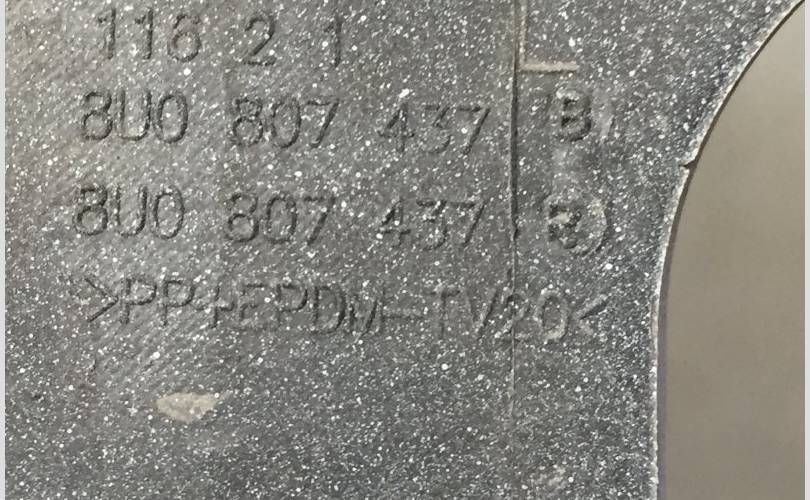 116 2 1
8U0 807 437 B
8U0 807 437
>PP+EPDM-TV20<